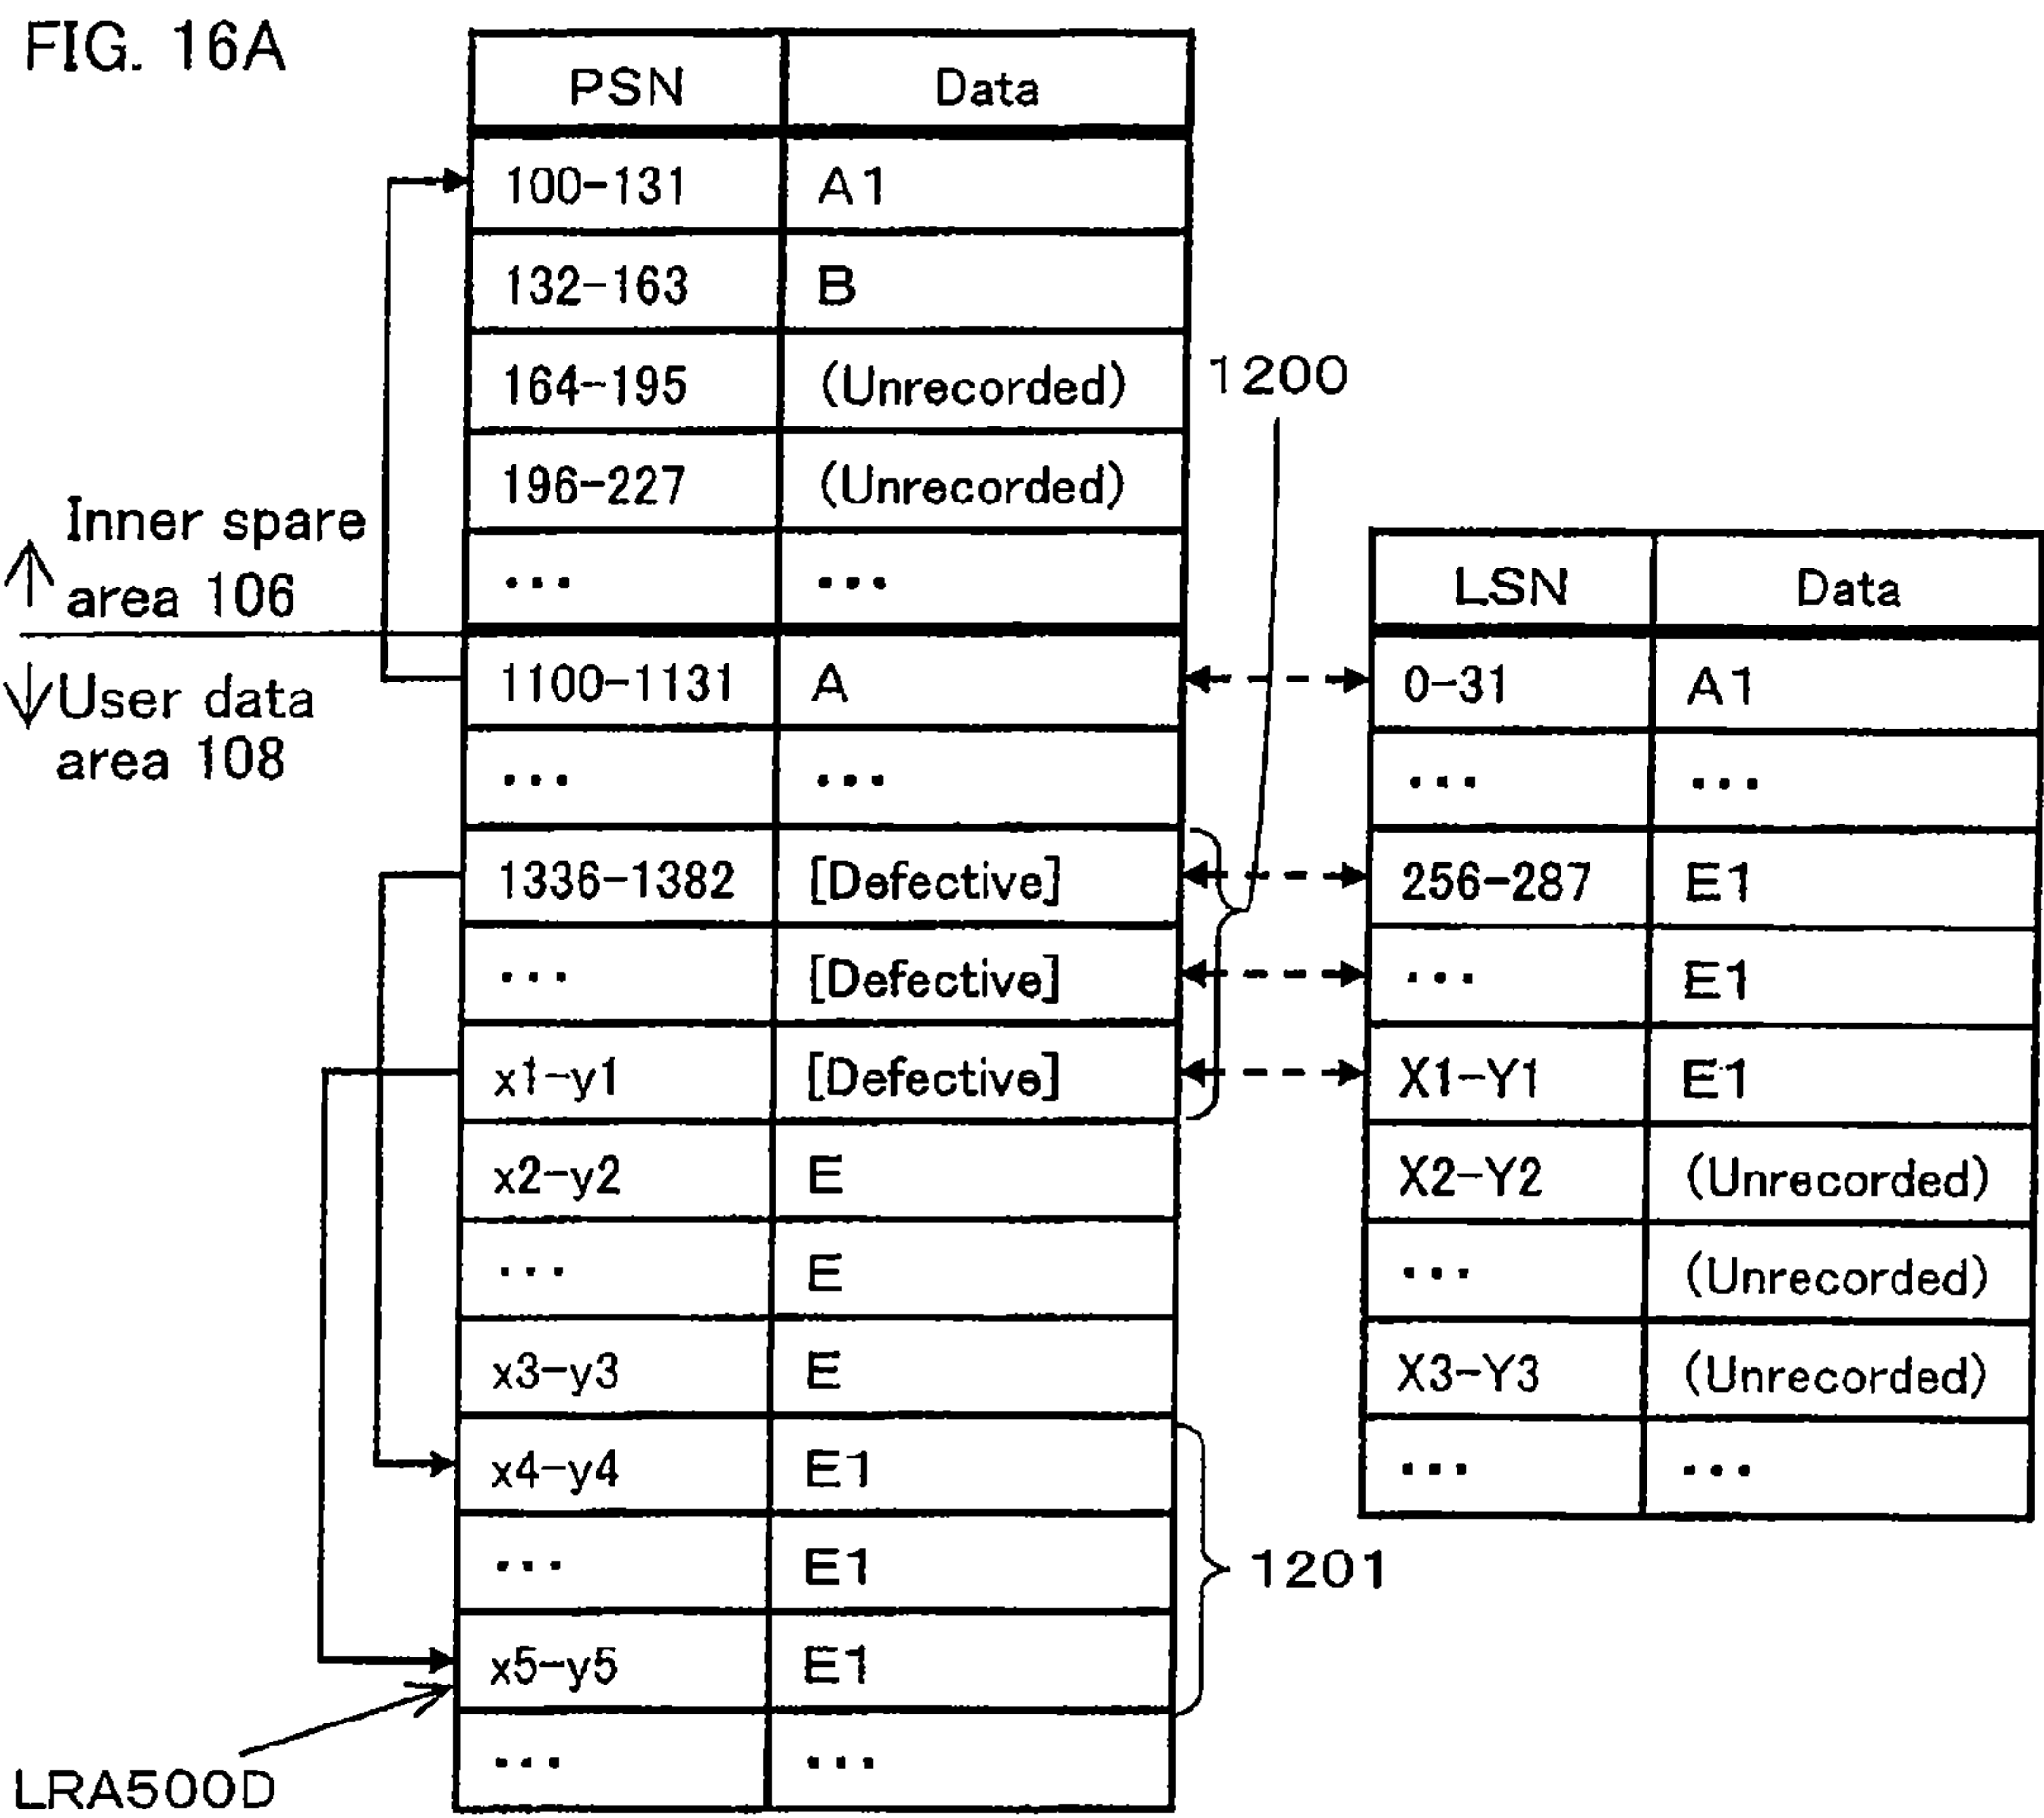 FIG. 16A
PSN Data
100-131 A1
132-163 B
164-195 (Unrecorded)
196-227 (Unrecorded)
... ...
1100-1131 A
... ...
1336-1382 [Defective]
... [Defective]
x1-y1 [Defective]
x2-y2 E
... E
x3-y3 E
x4-y4 E1
... E1
x5-y5 E1
... ...
Inner spare
area 106
User data
area 108
LRA500D
1200
1201
LSN Data
0-31 A1
... ...
256-287 E1
... E1
X1-Y1 E1
X2-Y2 (Unrecorded)
... (Unrecorded)
X3-Y3 (Unrecorded)
... ...